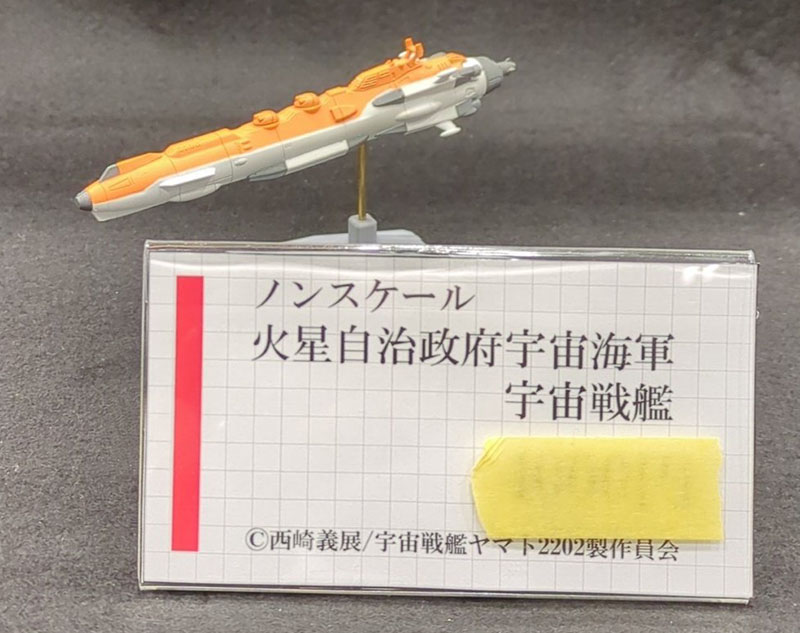 ノンスケール
火星自治政府宇宙海軍
宇宙戦艦
©西崎義展/宇宙戦艦ヤマト2202製作員会